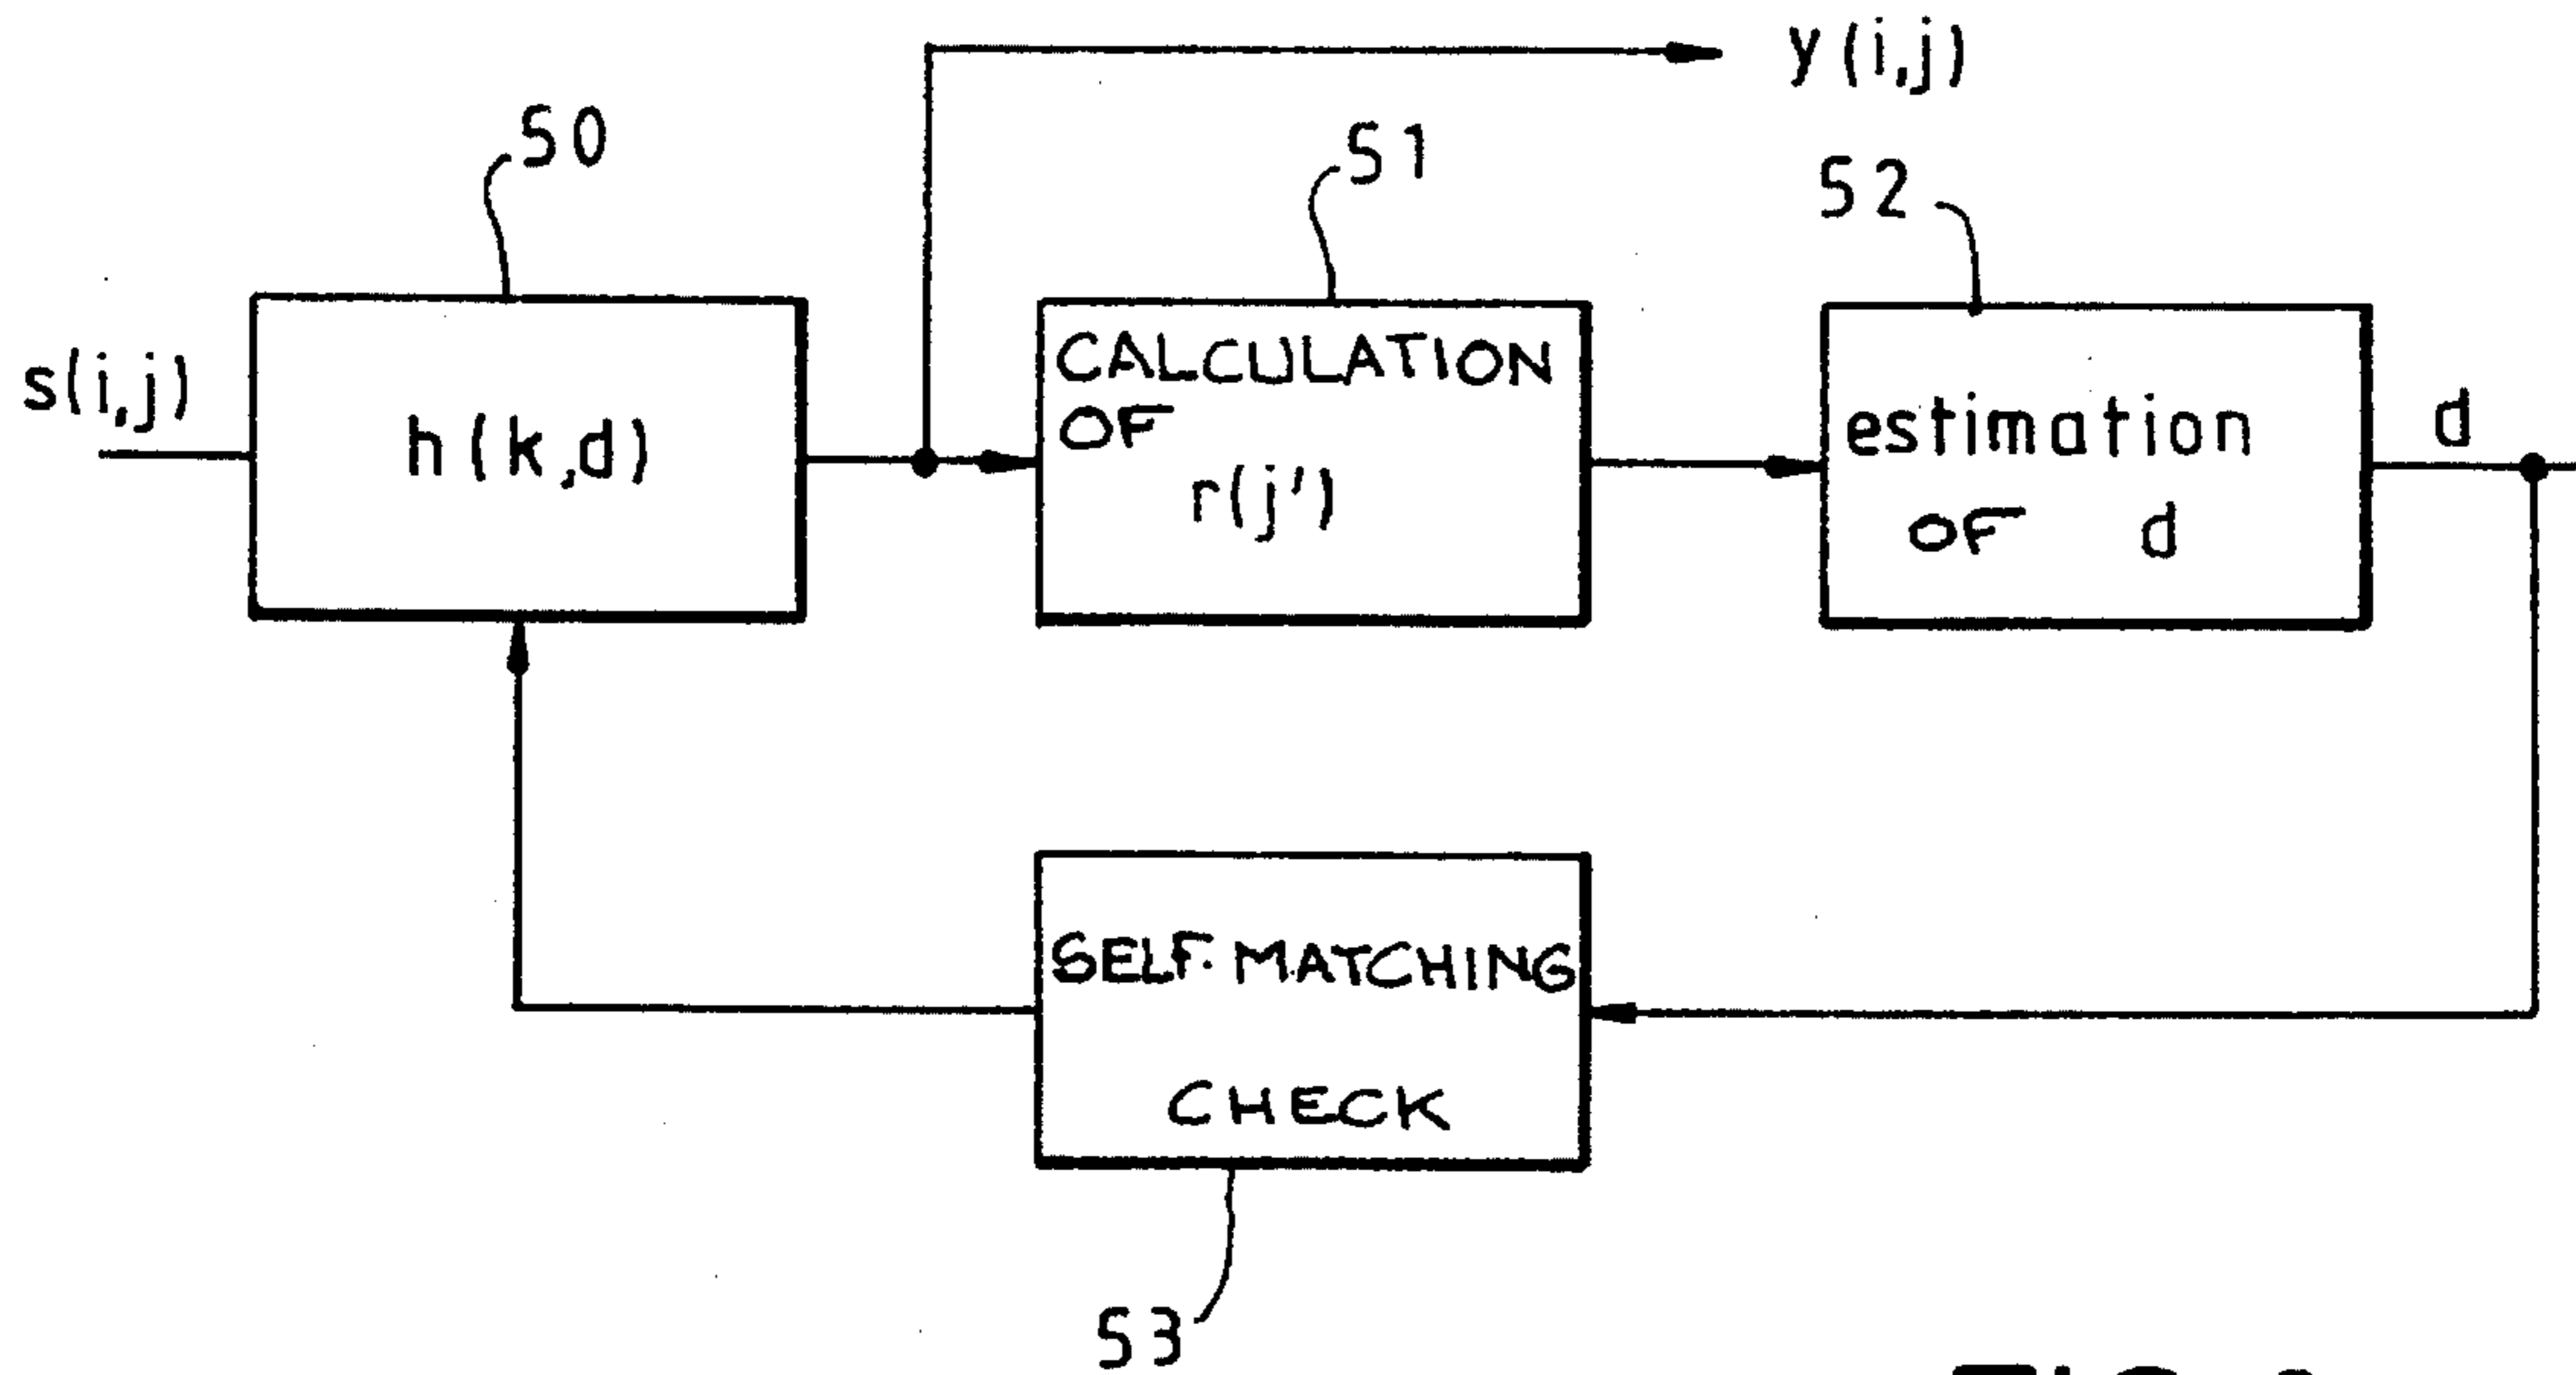 y(i,j)
50
51
52
s(i,j)
h(k,d)
CALCULATION
OF
r(j')
estimation
OF d
d
SELF. MATCHING
CHECK
53